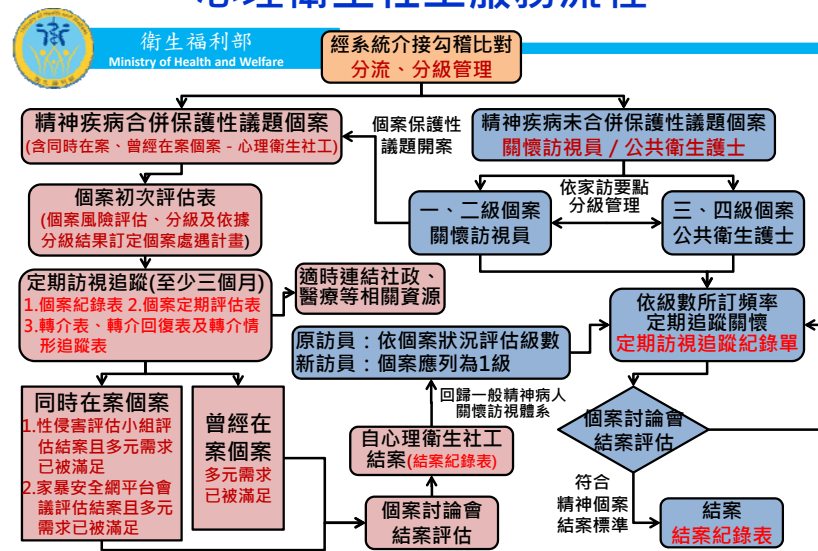 心理衛生社工服務流程
衛生福利部
Ministry of Health and Welfare
經系統介接勾稽比對
分流、分級管理
精神疾病合併保護性議題個案
(含同時在案、曾經在案個案－心理衛生社工)
個案保護性
議題開案
精神疾病未合併保護性議題個案
關懷訪視員 / 公共衛生護士
個案初次評估表
(個案風險評估、分級及依據
分級結果訂定個案處遇計畫)
一、二級個案
關懷訪視員
依家訪要點
分級管理
三、四級個案
公共衛生護士
定期訪視追蹤(至少三個月)
1.個案紀錄表 2.個案定期評估表
3.轉介表、轉介回復表及轉介情
形追蹤表
適時連結社政、
醫療等相關資源
依級數所訂頻率
定期追蹤關懷
定期訪視追蹤紀錄單
原訪員：依個案狀況評估級數
新訪員：個案應列為1級
回歸一般精神病人
關懷訪視體系
同時在案個案
1.性侵害評估小組評
估結案且多元需求
已被滿足
2.家暴安全網平台會
議評估結案且多元
需求已被滿足
曾經在
案個案
多元需求
已被滿足
自心理衛生社工
結案(結案紀錄表)
個案討論會
結案評估
個案討論會
結案評估
符合
精神個案
結案標準
結案
結案紀錄表